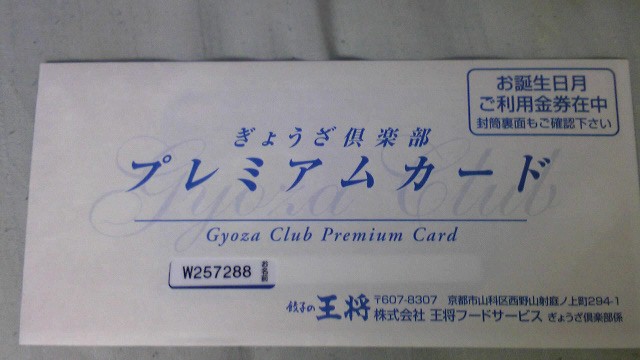 お誕生日月
ご利用金券在中
封筒裏面もご確認下さい
ぎょうざ倶楽部
プレミアムカード
Gyoza Club
Gyoza Club Premium Card
W257288 お名前
餃子の王将 〒607-8307 京都市山科区西野山射庭ノ上町294-1
株式会社 王将フードサービス ぎょうざ倶楽部係